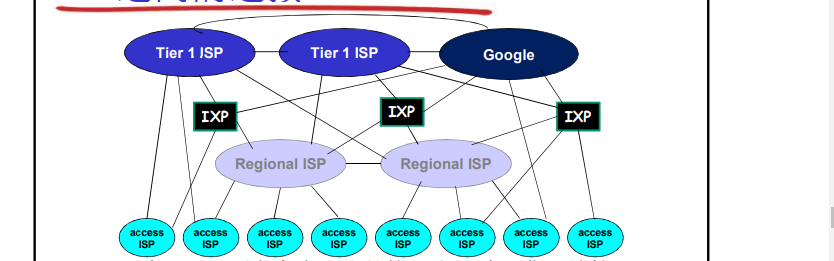 Tier 1 ISP
Tier 1 ISP
Google
IXP
IXP
IXP
Regional ISP
Regional ISP
access
ISP
access
ISP
access
ISP
access
ISP
access
ISP
access
ISP
access
ISP
access
ISP